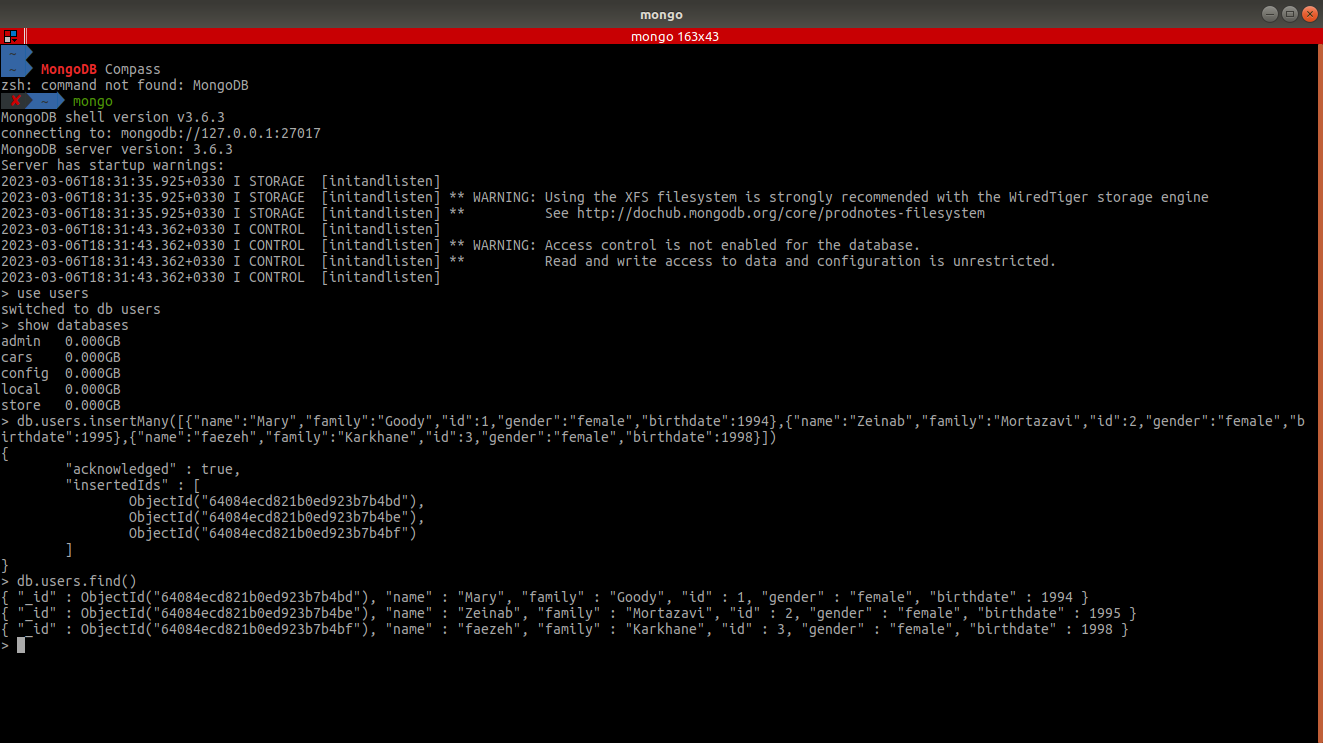 mongo
mongo 163x43
~
~ MongoDB Compass
zsh: command not found: MongoDB
✘ ~ mongo
MongoDB shell version v3.6.3
connecting to: mongodb://127.0.0.1:27017
MongoDB server version: 3.6.3
Server has startup warnings:
2023-03-06T18:31:35.925+0330 I STORAGE  [initandlisten]
2023-03-06T18:31:35.925+0330 I STORAGE  [initandlisten] ** WARNING: Using the XFS filesystem is strongly recommended with the WiredTiger storage engine
2023-03-06T18:31:35.925+0330 I STORAGE  [initandlisten] **          See http://dochub.mongodb.org/core/prodnotes-filesystem
2023-03-06T18:31:43.362+0330 I CONTROL  [initandlisten]
2023-03-06T18:31:43.362+0330 I CONTROL  [initandlisten] ** WARNING: Access control is not enabled for the database.
2023-03-06T18:31:43.362+0330 I CONTROL  [initandlisten] **          Read and write access to data and configuration is unrestricted.
2023-03-06T18:31:43.362+0330 I CONTROL  [initandlisten]
> use users
switched to db users
> show databases
admin   0.000GB
cars    0.000GB
config  0.000GB
local   0.000GB
store   0.000GB
> db.users.insertMany([{"name":"Mary","family":"Goody","id":1,"gender":"female","birthdate":1994},{"name":"Zeinab","family":"Mortazavi","id":2,"gender":"female","b
irthdate":1995},{"name":"faezeh","family":"Karkhane","id":3,"gender":"female","birthdate":1998}])
{
        "acknowledged" : true,
        "insertedIds" : [
                ObjectId("64084ecd821b0ed923b7b4bd"),
                ObjectId("64084ecd821b0ed923b7b4be"),
                ObjectId("64084ecd821b0ed923b7b4bf")
        ]
}
> db.users.find()
{ "_id" : ObjectId("64084ecd821b0ed923b7b4bd"), "name" : "Mary", "family" : "Goody", "id" : 1, "gender" : "female", "birthdate" : 1994 }
{ "_id" : ObjectId("64084ecd821b0ed923b7b4be"), "name" : "Zeinab", "family" : "Mortazavi", "id" : 2, "gender" : "female", "birthdate" : 1995 }
{ "_id" : ObjectId("64084ecd821b0ed923b7b4bf"), "name" : "faezeh", "family" : "Karkhane", "id" : 3, "gender" : "female", "birthdate" : 1998 }
>